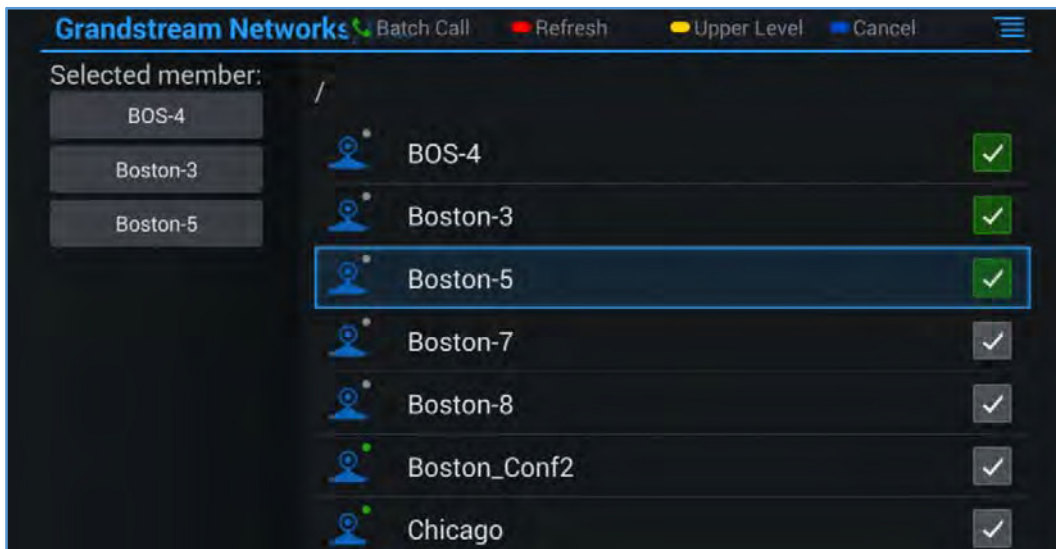 Grandstream Networks Batch Call Refresh Upper Level Cancel
Selected member:
BOS-4
Boston-3
Boston-5
/
BOS-4
Boston-3
Boston-5
Boston-7
Boston-8
Boston_Conf2
Chicago